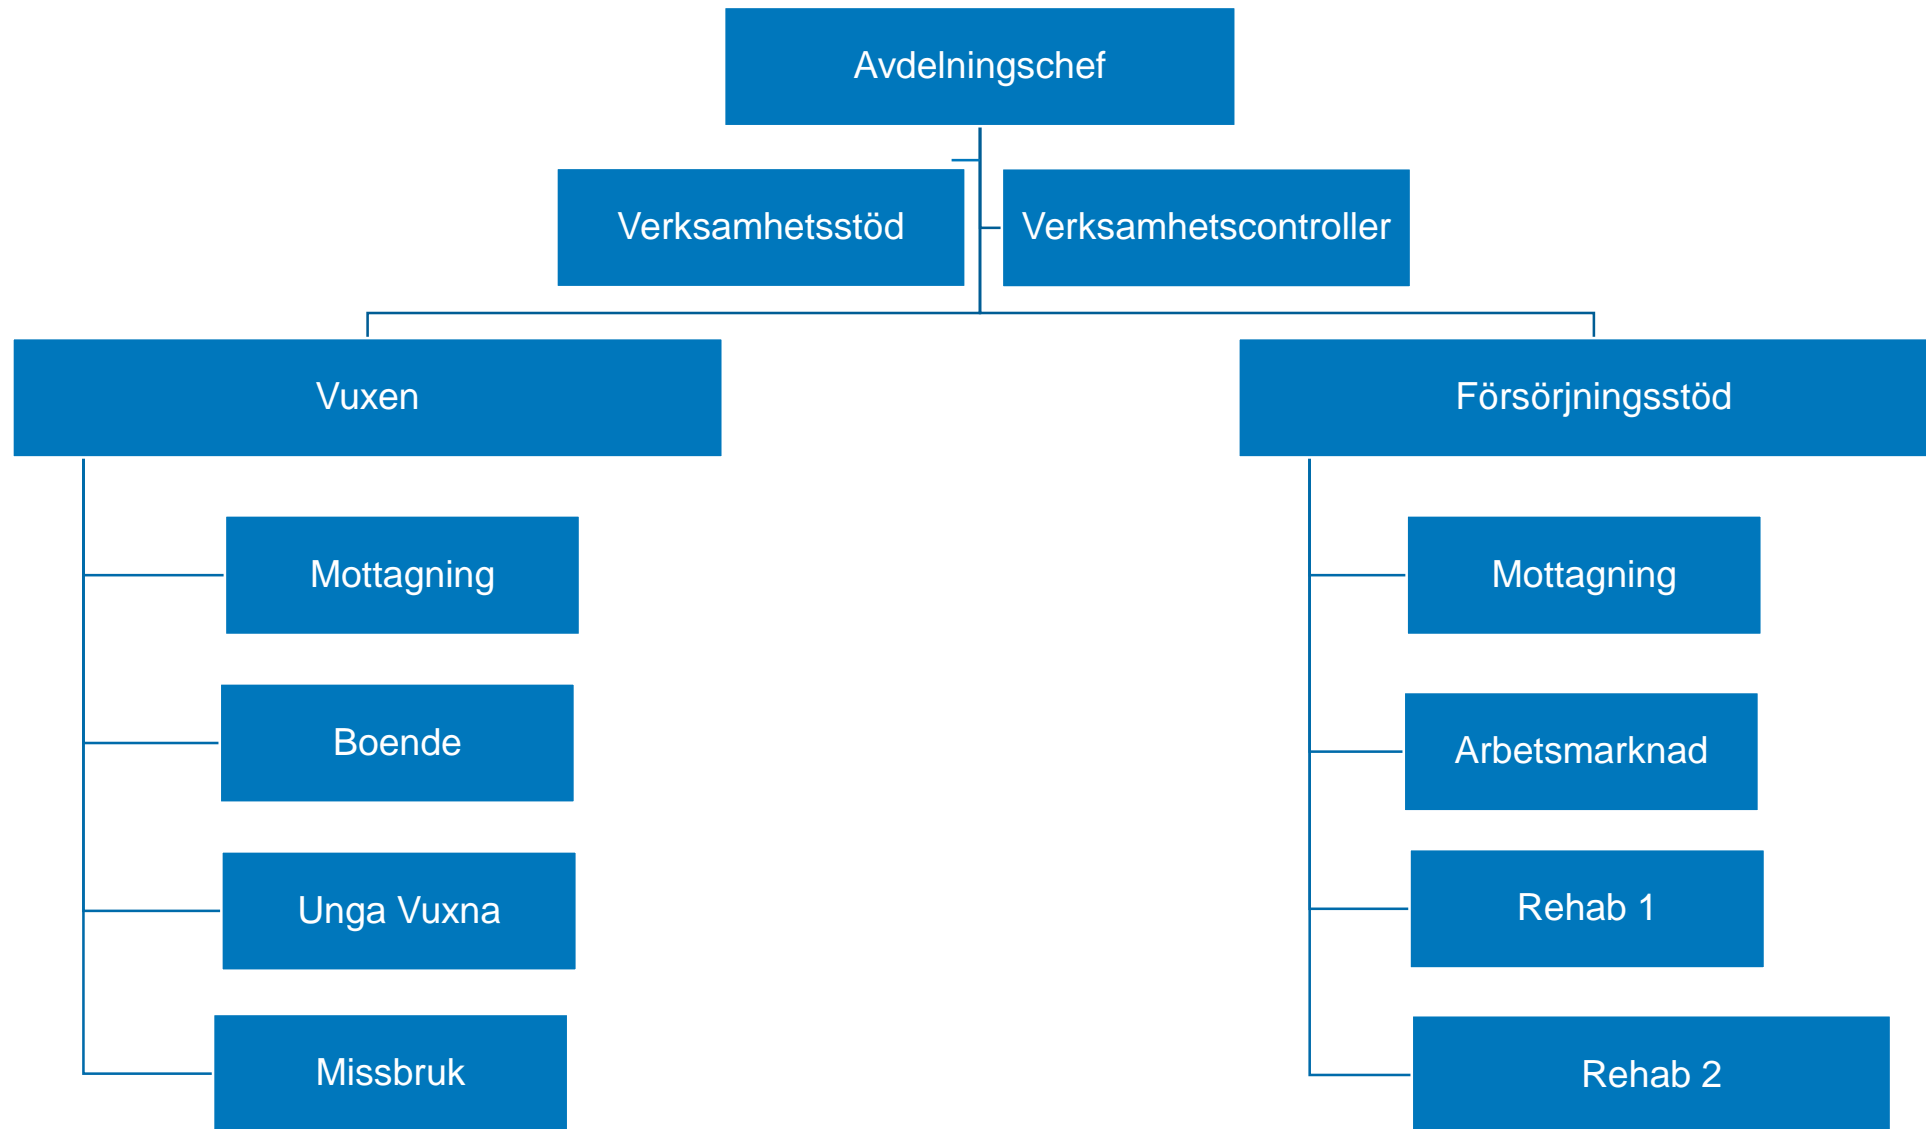 Avdelningschef
Verksamhetsstöd
Verksamhetscontroller
Vuxen
Försörjningsstöd
Mottagning
Boende
Unga Vuxna
Missbruk
Mottagning
Arbetsmarknad
Rehab 1
Rehab 2